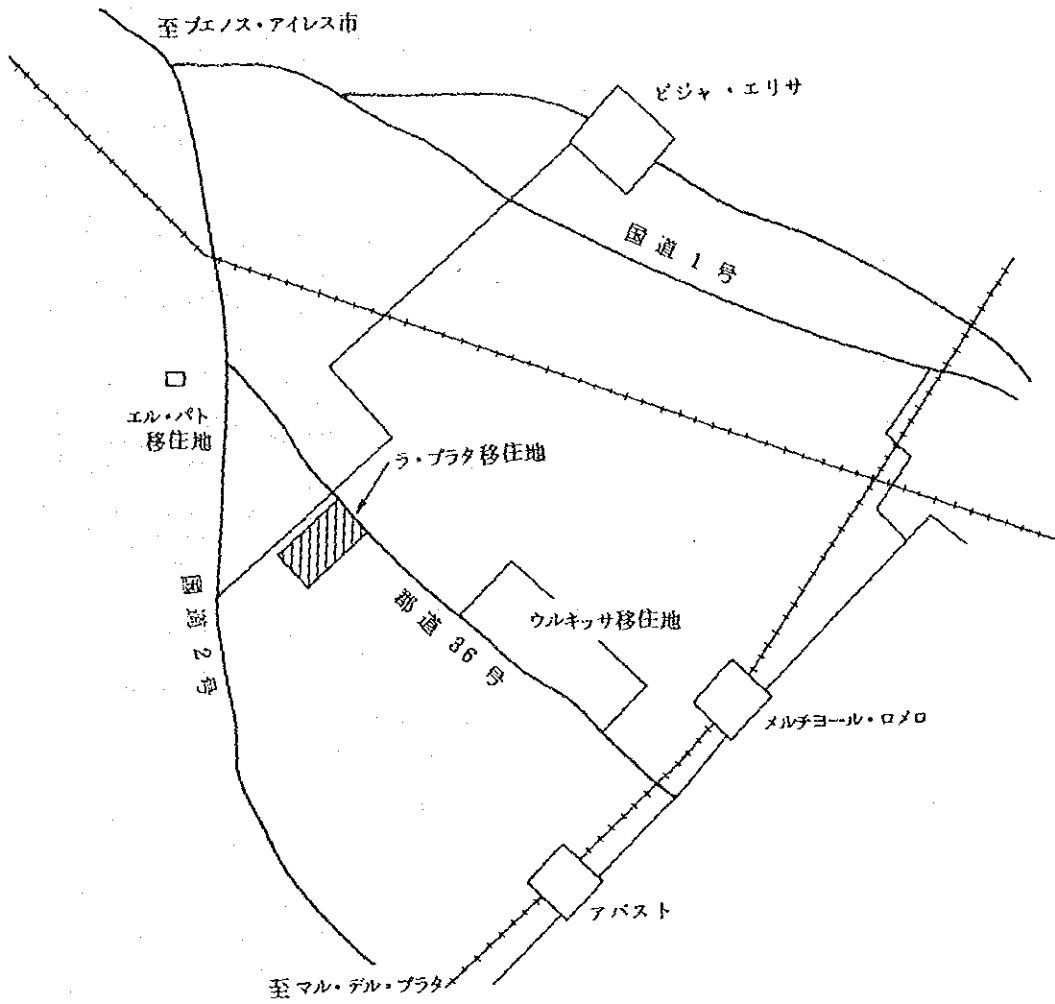 至ブエノス・アイレス市
ビジャ・エリサ
国道1号
エル・パト
移住地
ラ・プラタ移住地
国道2号
郡道36号
ウルキッサ移住地
メルチョール・ロメロ
アバスト
至マル・デル・プラタ